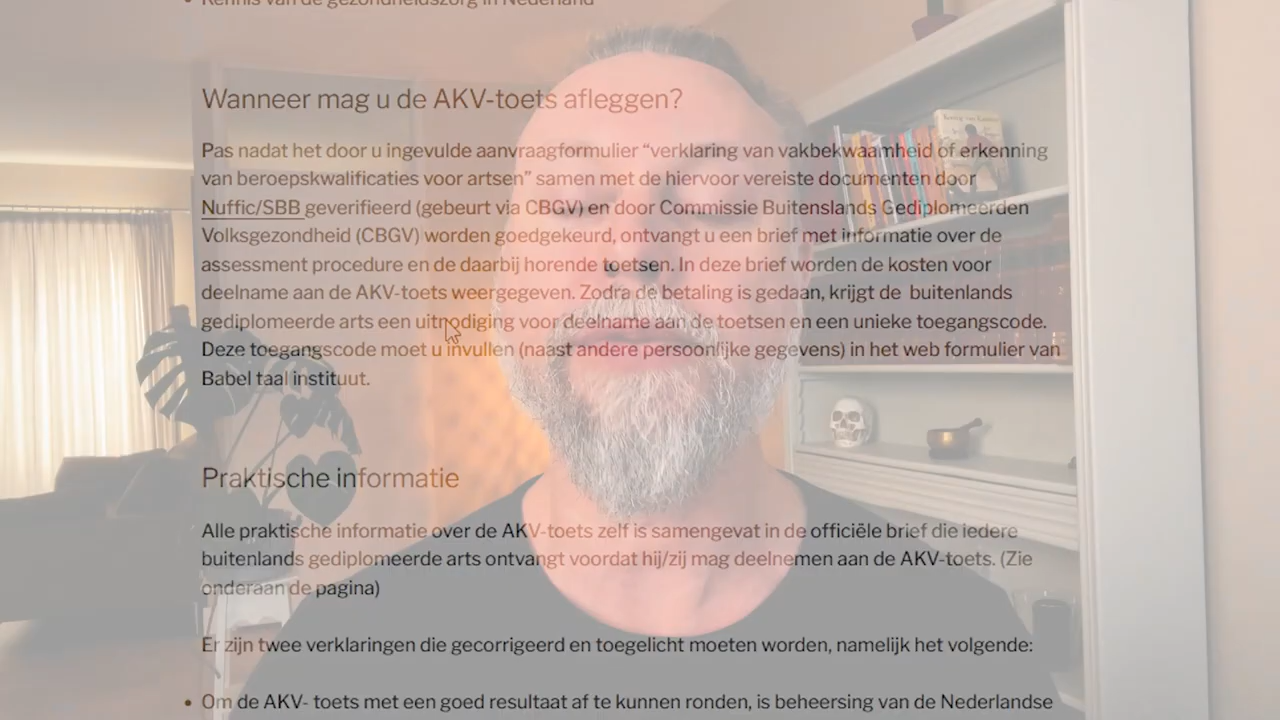 Kennis van de gezondheidszorg in Nederland
Wanneer mag u de AKV-toets afleggen?
Pas nadat het door u ingevulde aanvraagformulier “verklaring van vakbekwaamheid of erkenning
van beroepskwalificaties voor artsen” samen met de hiervoor vereiste documenten door
Nuffic/SBB geverifieerd (gebeurt via CBGV) en door Commissie Buitenslands Gediplomeerden
Volksgezondheid (CBGV) worden goedgekeurd, ontvangt u een brief met informatie over de
assessment procedure en de daarbij horende toetsen. In deze brief worden de kosten voor
deelname aan de AKV-toets weergegeven. Zodra de betaling is gedaan, krijgt de buitenlands
gediplomeerde arts een uitnodiging voor deelname aan de toetsen en een unieke toegangscode.
Deze toegangscode moet u invullen (naast andere persoonlijke gegevens) in het web formulier van
Babel taal instituut.
Praktische informatie
Alle praktische informatie over de AKV-toets zelf is samengevat in de officiële brief die iedere
buitenlands gediplomeerde arts ontvangt voordat hij/zij mag deelnemen aan de AKV-toets. (Zie
onderaan de pagina)
Er zijn twee verklaringen die gecorrigeerd en toegelicht moeten worden, namelijk het volgende:
• Om de AKV- toets met een goed resultaat af te kunnen ronden, is beheersing van de Nederlandse